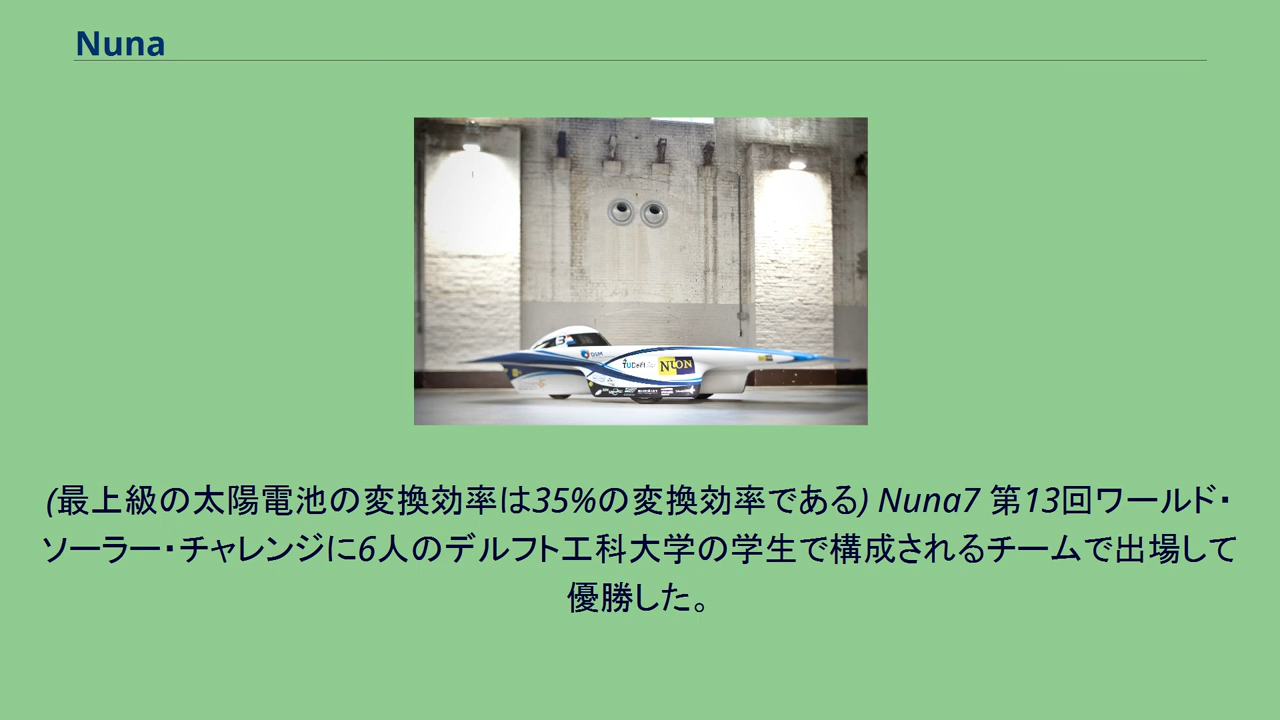 Nuna
3
DSM
TUDelft
NUON
(最上級の太陽電池の変換効率は35%の変換効率である) Nuna7 第13回ワールド・
ソーラー・チャレンジに6人のデルフト工科大学の学生で構成されるチームで出場して
優勝した。